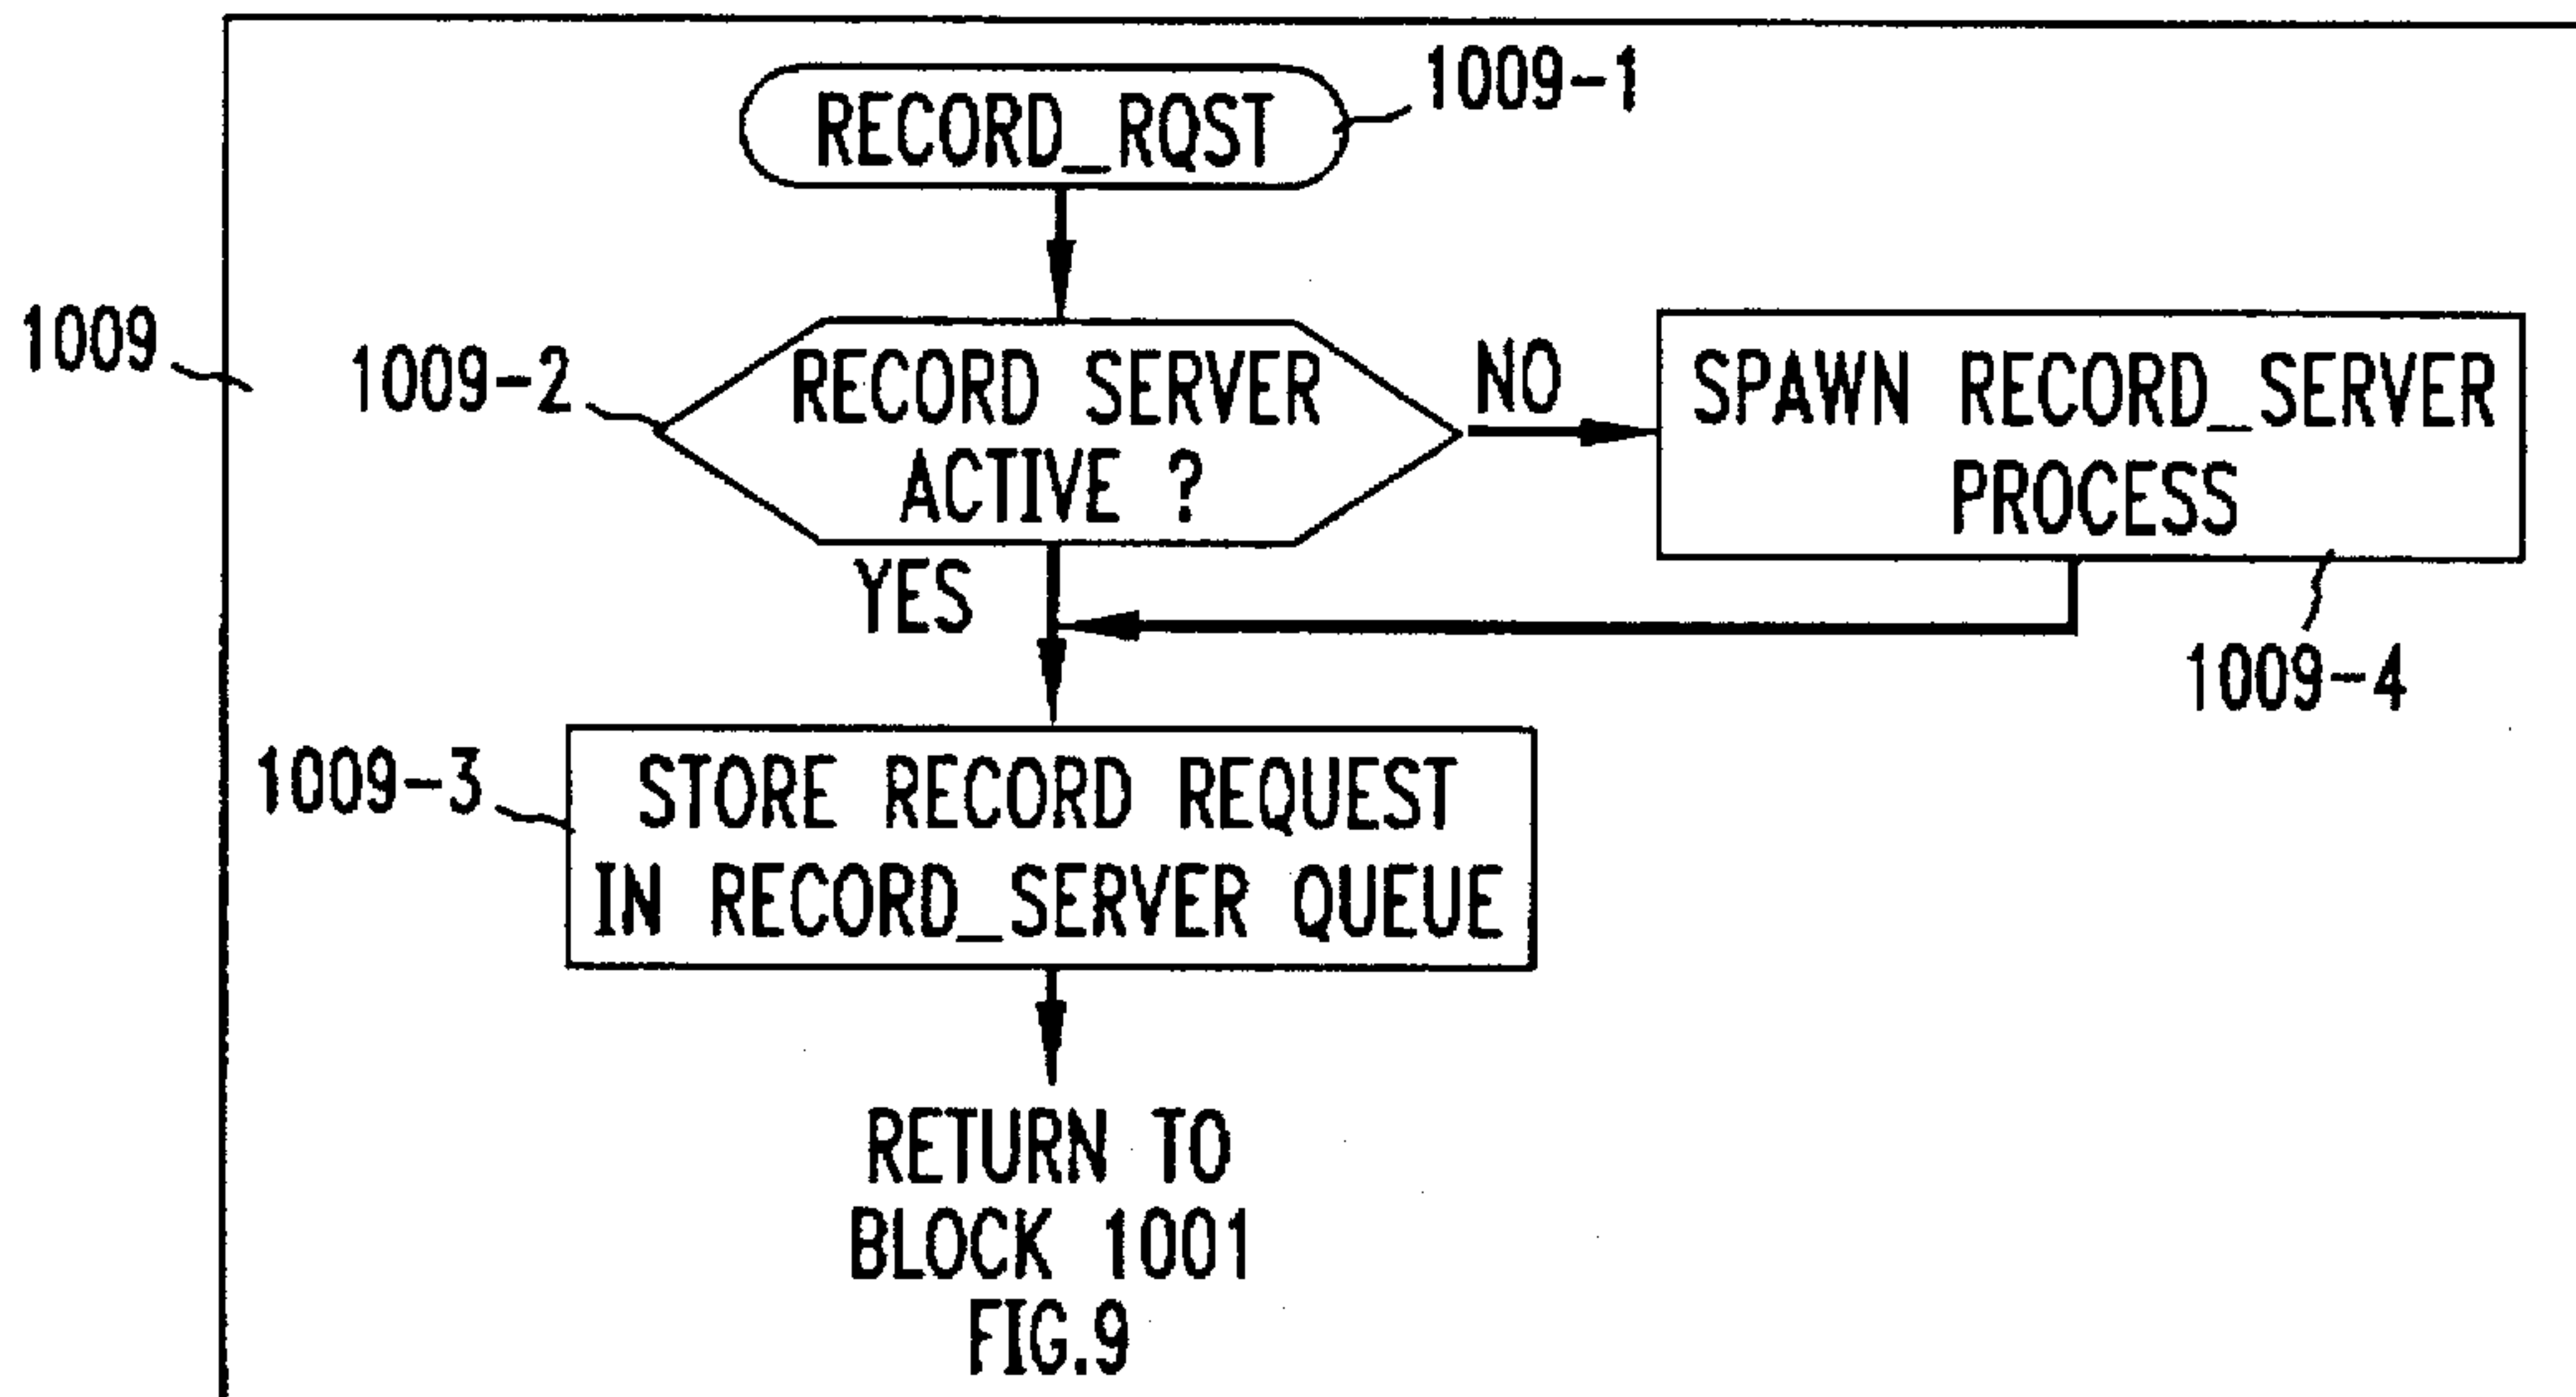 RECORD_RQST
1009-1
1009
1009-2
RECORD SERVER
ACTIVE ?
NO
SPAWN RECORD_SERVER
PROCESS
YES
1009-4
1009-3
STORE RECORD REQUEST
IN RECORD_SERVER QUEUE
RETURN TO
BLOCK 1001
FIG.9